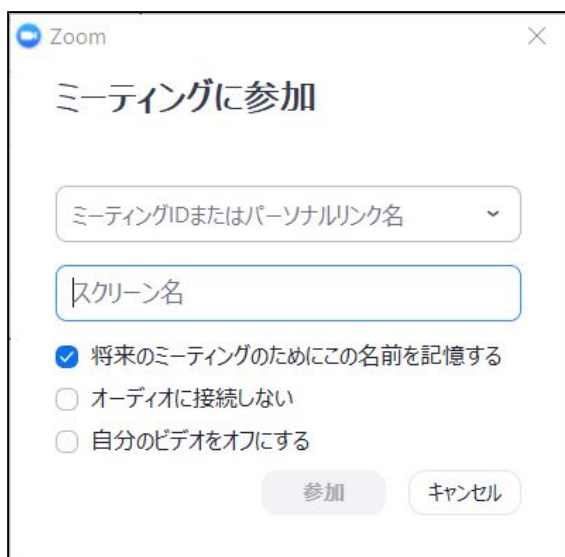 Zoom
ミーティングに参加
ミーティングIDまたはパーソナルリンク名
スクリーン名
将来のミーティングのためにこの名前を記憶する
オーディオに接続しない
自分のビデオをオフにする
参加 キャンセル